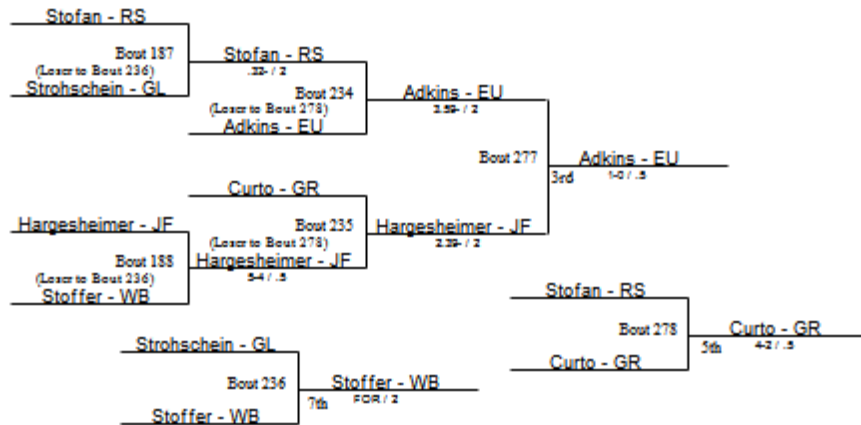 Stofan - RS
Bout 187
(Loser to Bout 236)
Strohschein - GL
Stofan - RS
.32- / 2
Bout 234
(Loser to Bout 278)
Adkins - EU
Adkins - EU
2.59- / 2
Bout 277
Adkins - EU
3rd
1-0 / .5
Curto - GR
Bout 235
(Loser to Bout 278)
Hargesheimer - JF
2.39- / 2
Hargesheimer - JF
Bout 188
(Loser to Bout 236)
Hargesheimer - JF
5-4 / .5
Stoffer - WB
Stofan - RS
Bout 278
Curto - GR
5th
4-2 / .5
Curto - GR
Strohschein - GL
Bout 236
Stoffer - WB
7th
FOR / 2
Stoffer - WB